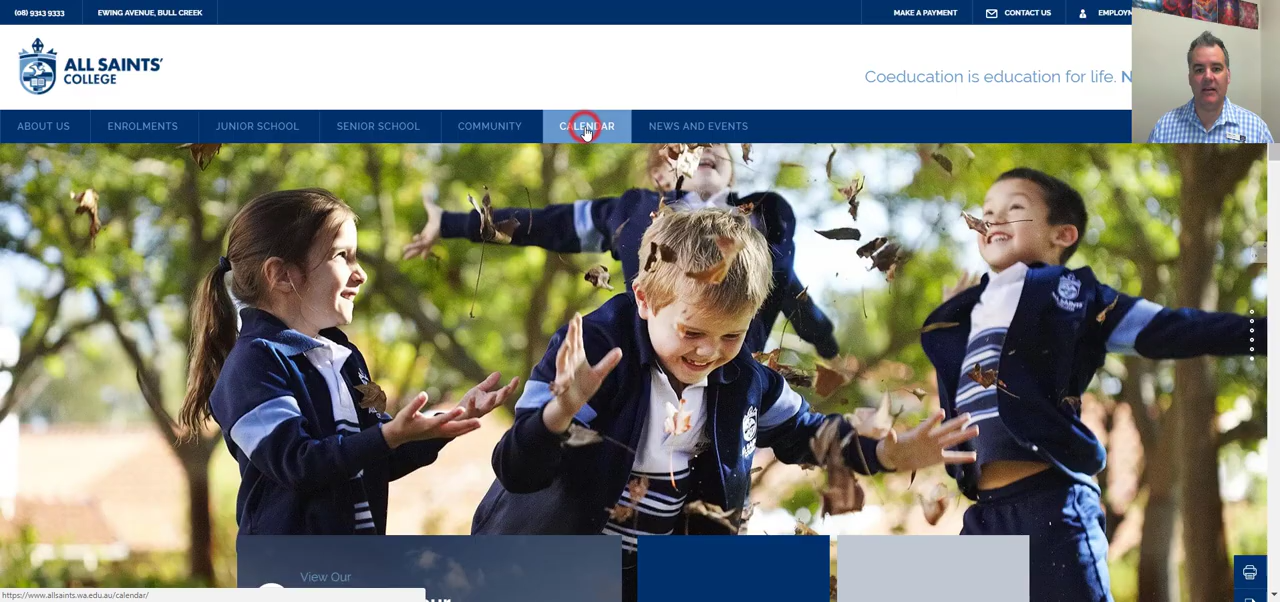 (08) 9313 9333
EWING AVENUE, BULL CREEK
MAKE A PAYMENT
CONTACT US
EMPLOYM
ALL SAINTS'
COLLEGE
Coeducation is education for life. N
ABOUT US
ENROLMENTS
JUNIOR SCHOOL
SENIOR SCHOOL
COMMUNITY
CALENDAR
NEWS AND EVENTS
View Our
https://www.allsaints.wa.edu.au/calendar/